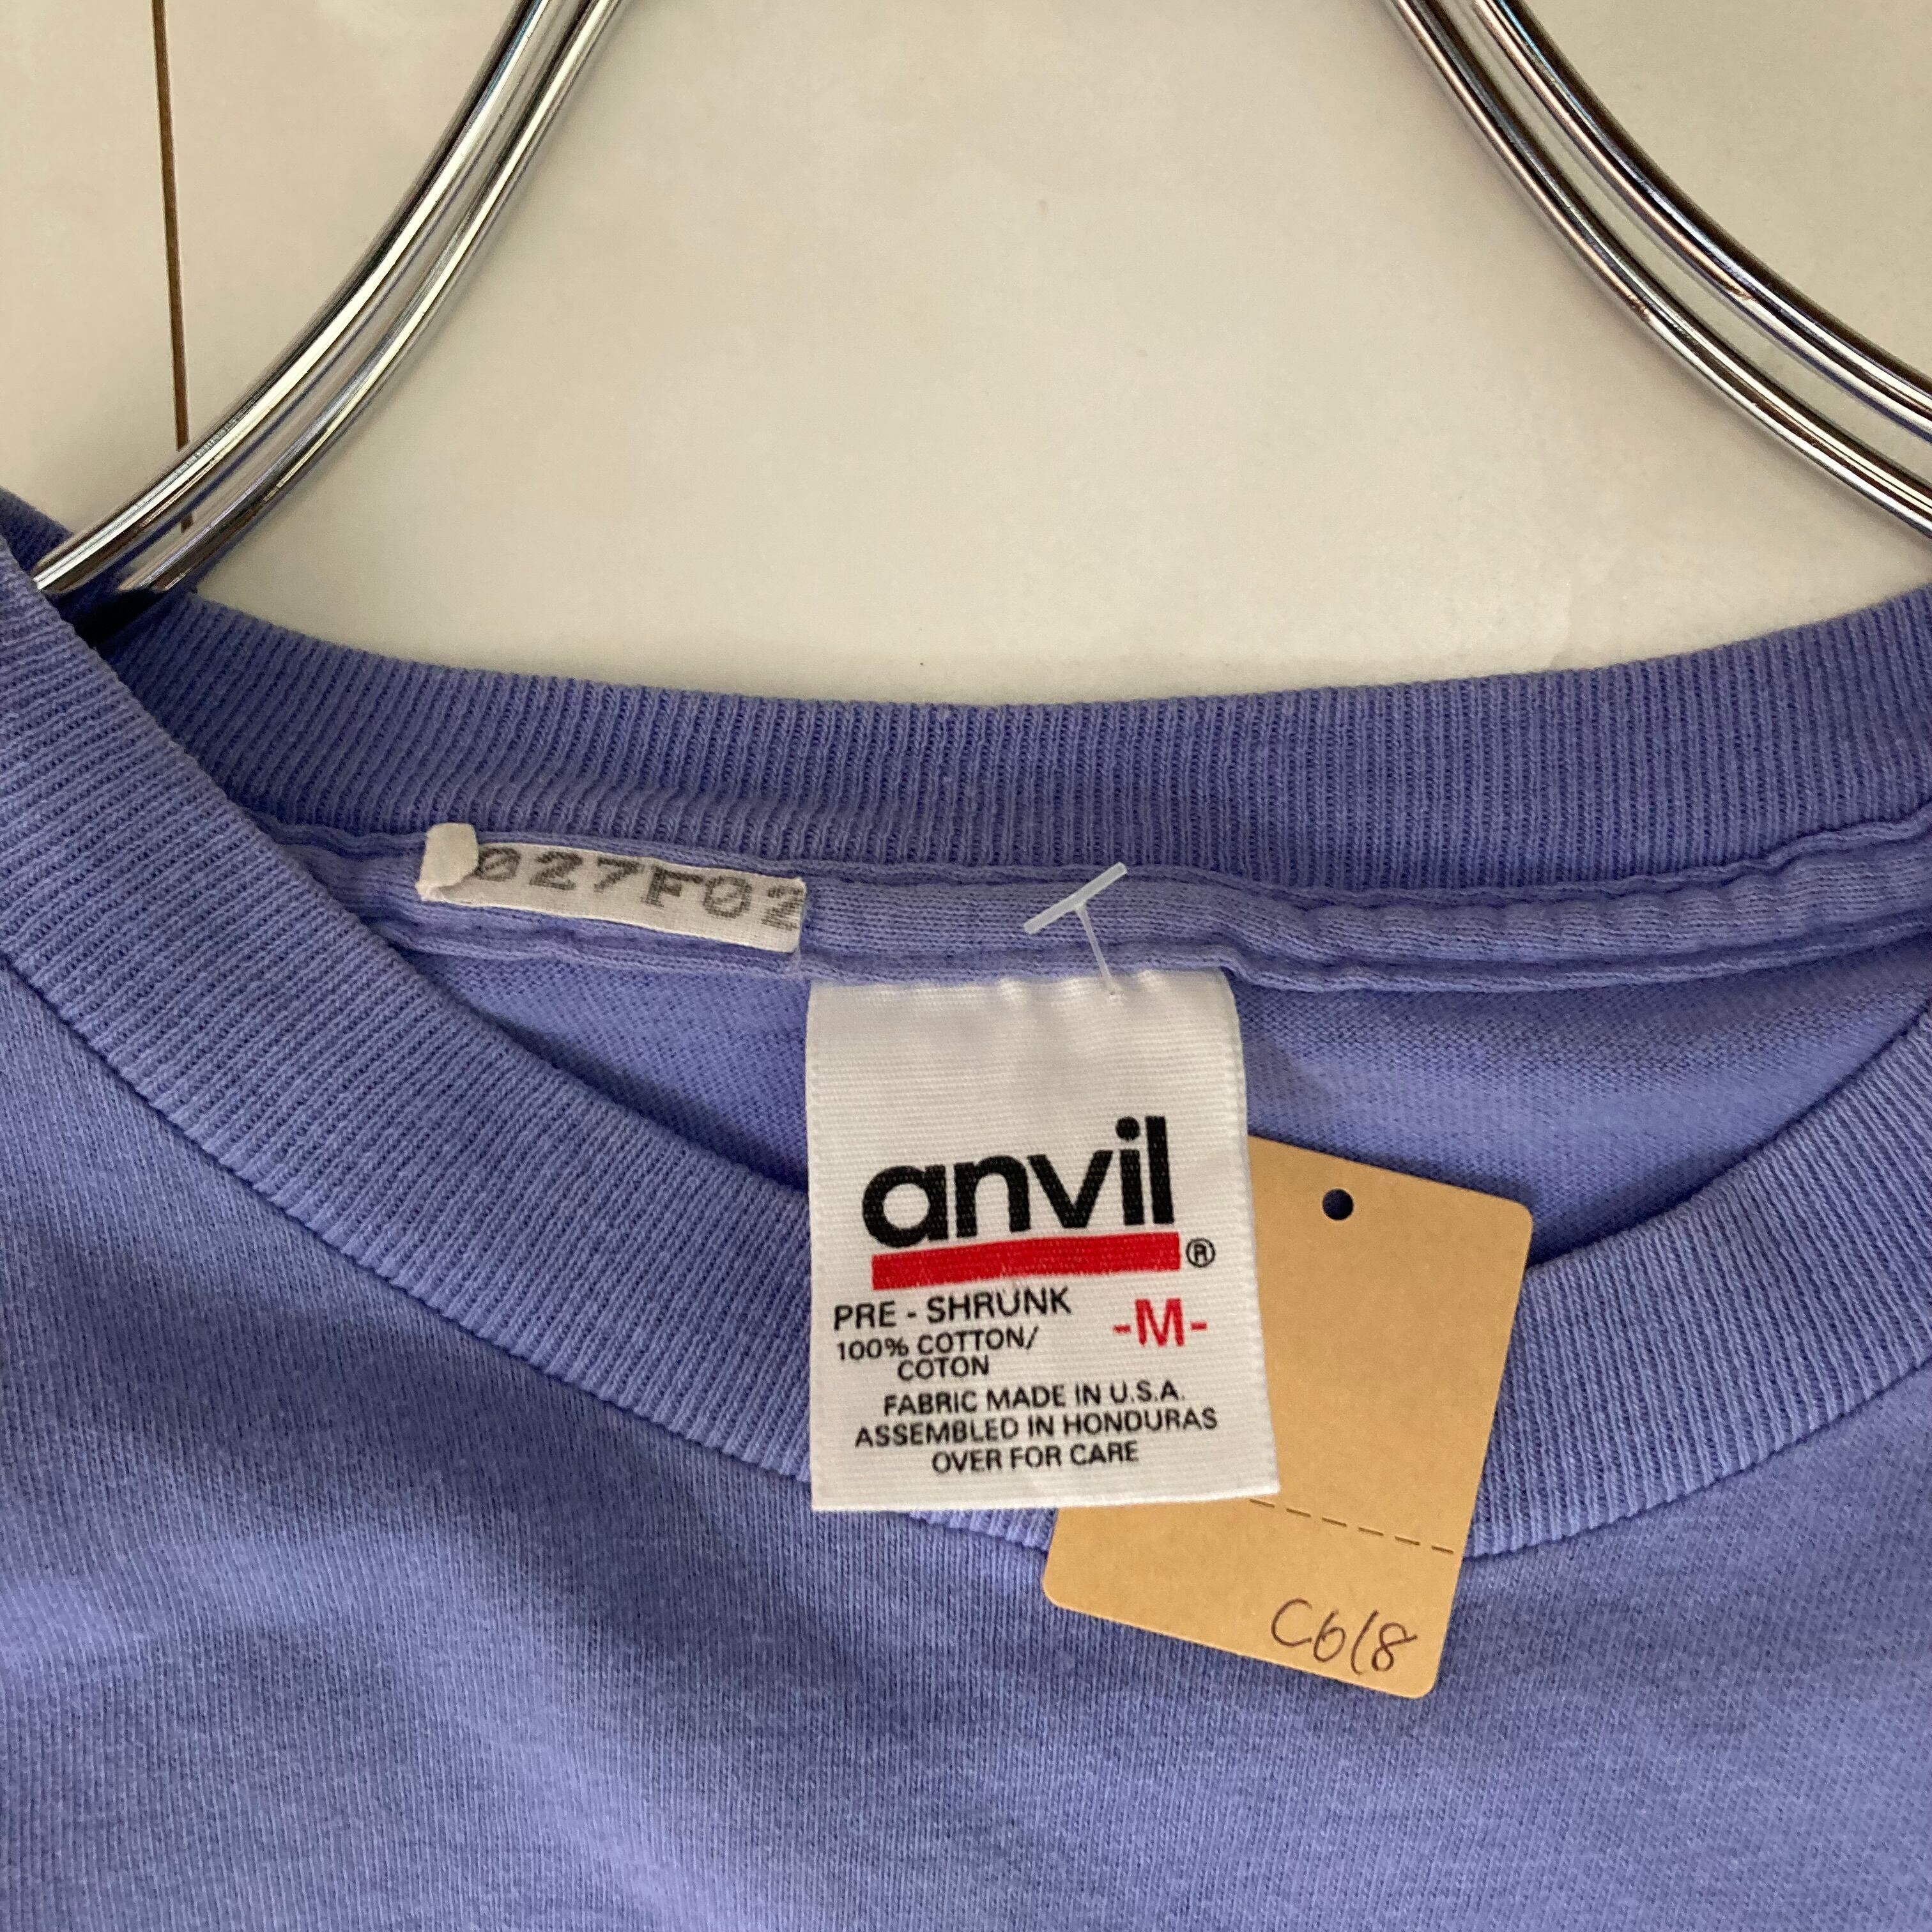 027F02
anvil
®
PRE - SHRUNK
-M-
100% COTTON/
COTON
FABRIC MADE IN U.S.A.
ASSEMBLED IN HONDURAS
OVER FOR CARE
C618